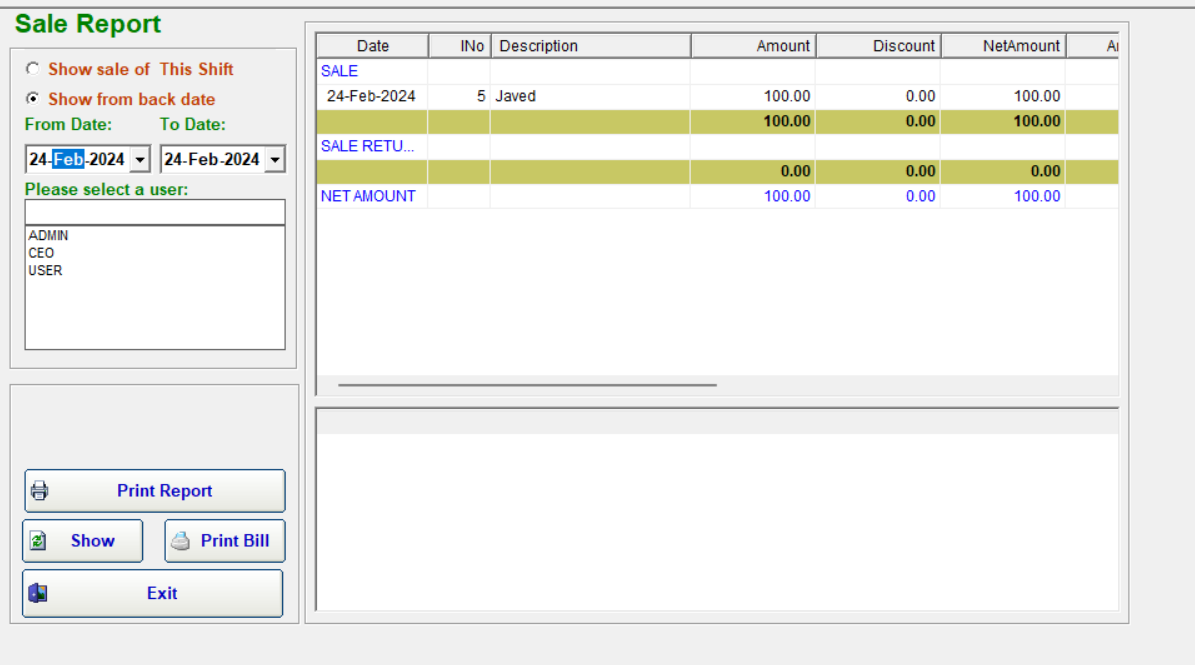 Sale Report
Show sale of This Shift
Show from back date
From Date: To Date:
24-Feb-2024 24-Feb-2024
Please select a user:
ADMIN
CEO
USER
Print Report
Show Print Bill
Exit
Date INo Description Amount Discount NetAmount
SALE
24-Feb-2024 5 Javed 100.00 0.00 100.00
100.00 0.00 100.00
SALE RETU...
0.00 0.00 0.00
NET AMOUNT 100.00 0.00 100.00